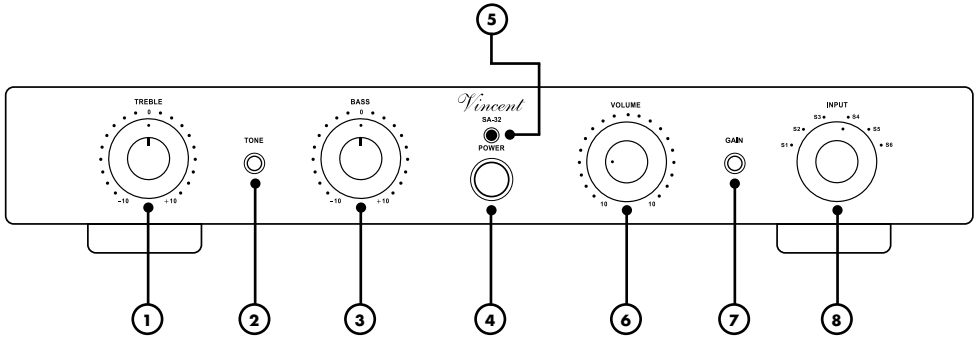 5
Vincent
SA-32
POWER
TREBLE
0
-10 +10
TONE
BASS
0
-10 +10
VOLUME
10 10
GAIN
INPUT
S1 S2 S3 S4 S5 S6
1 2 3 4 6 7 8